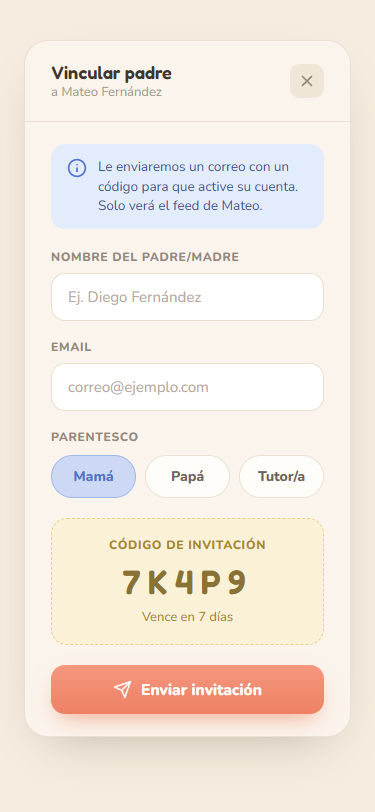 Vincular padre
a Mateo Fernández
Le enviaremos un correo con un
código para que active su cuenta.
Solo verá el feed de Mateo.
NOMBRE DEL PADRE/MADRE
Ej. Diego Fernández
EMAIL
correo@ejemplo.com
PARENTESCO
Mamá Papá Tutor/a
CÓDIGO DE INVITACIÓN
7K4P9
Vence en 7 días
Enviar invitación